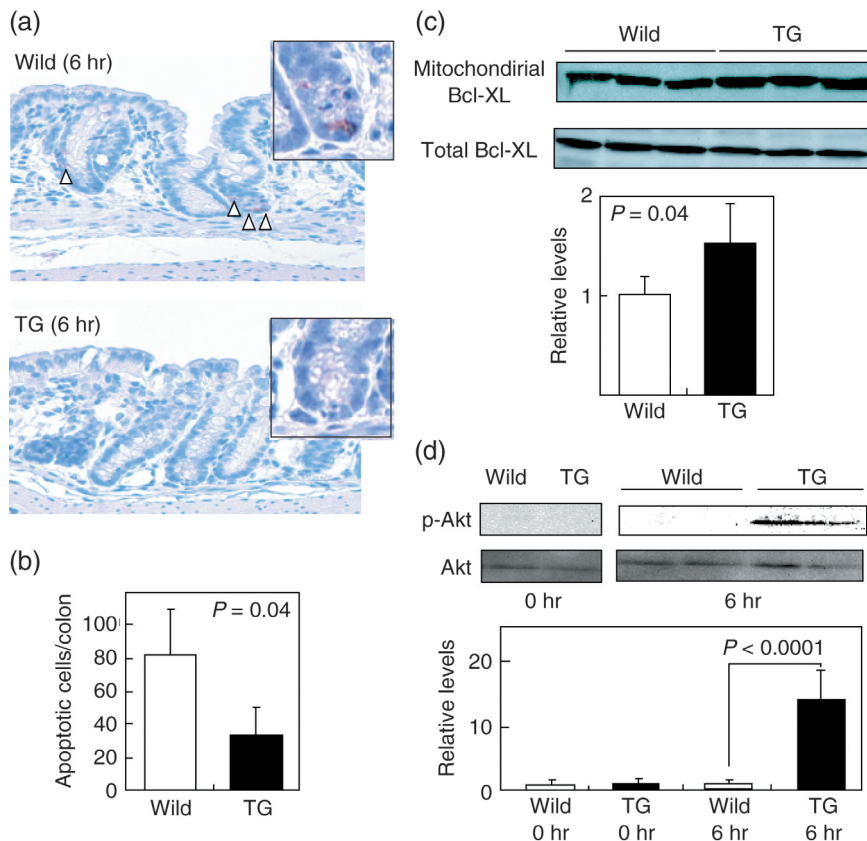 (a)
Wild (6 hr)
TG (6 hr)
(b)
Apoptotic cells/colon
100
80
60
40
20
0
P = 0.04
Wild
TG
(c)
Wild
TG
Mitochondirial
Bcl-XL
Total Bcl-XL
Relative levels
2
1
P = 0.04
Wild
TG
(d)
Wild
TG
Wild
TG
p-Akt
Akt
0 hr
6 hr
Relative levels
20
10
0
P < 0.0001
Wild
TG
Wild
TG
0 hr
0 hr
6 hr
6 hr